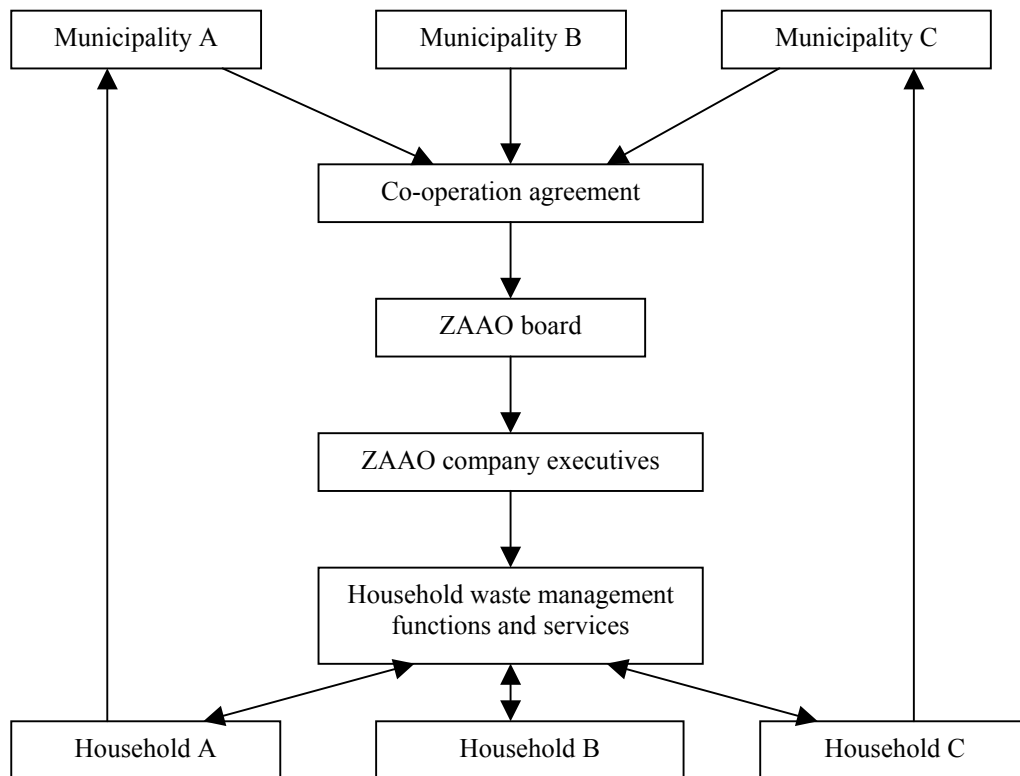 Municipality A
Municipality B
Municipality C
Co-operation agreement
ZAAO board
ZAAO company executives
Household waste management
functions and services
Household A
Household B
Household C